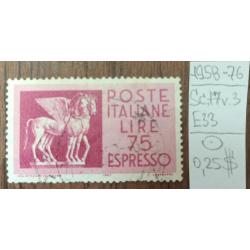 POSTE
ITALIANE
LIRE
75
ESPRESSO
1958-76
Sc.17v.3
E33
0,25 $